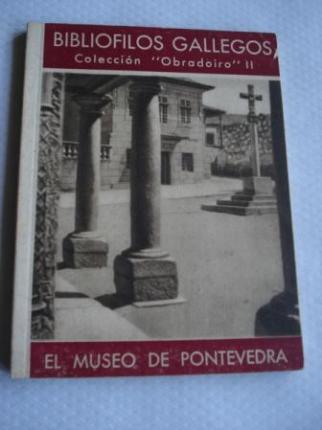 BIBLIOFILOS GALLEGOS
Colección "Obradoiro" II
EL MUSEO DE PONTEVEDRA